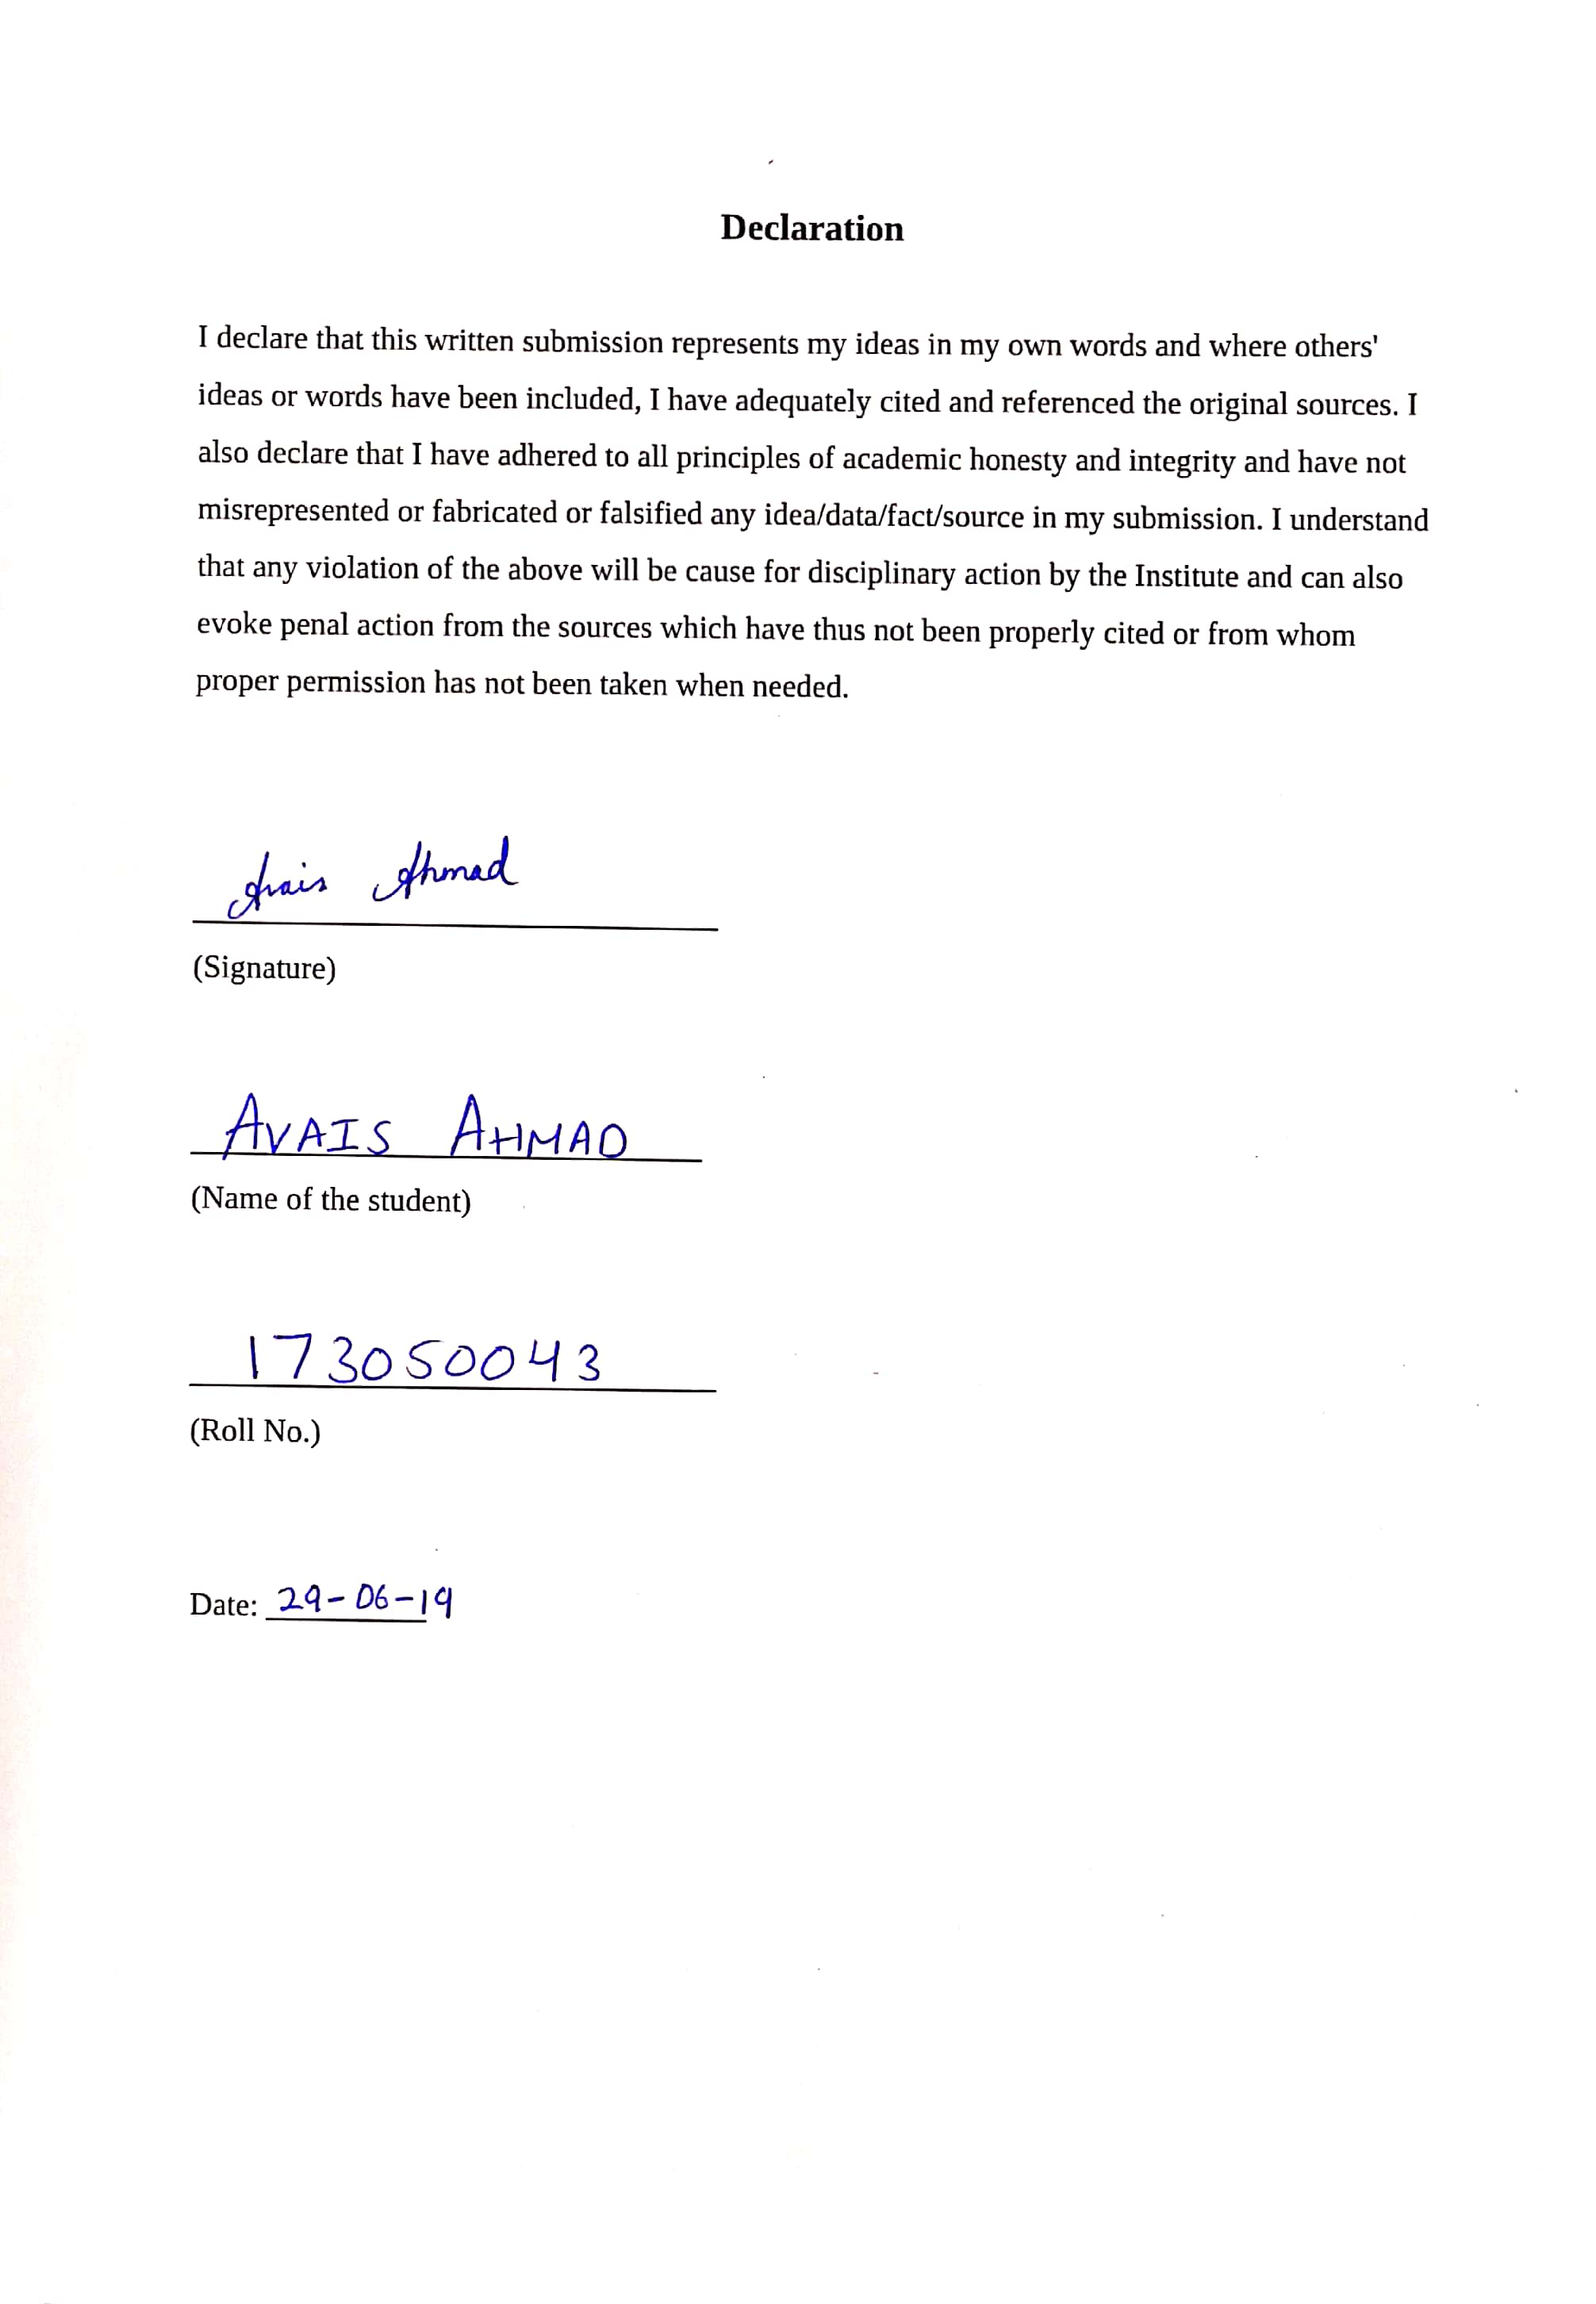 Declaration
I declare that this written submission represents my ideas in my own words and where others'
ideas or words have been included, I have adequately cited and referenced the original sources. I
also declare that I have adhered to all principles of academic honesty and integrity and have not
misrepresented or fabricated or falsified any idea/data/fact/source in my submission. I understand
that any violation of the above will be cause for disciplinary action by the Institute and can also
evoke penal action from the sources which have thus not been properly cited or from whom
proper permission has not been taken when needed.
Avais Ahmad
(Signature)
AVAIS AHMAD
(Name of the student)
173050043
(Roll No.)
Date: 29-06-19